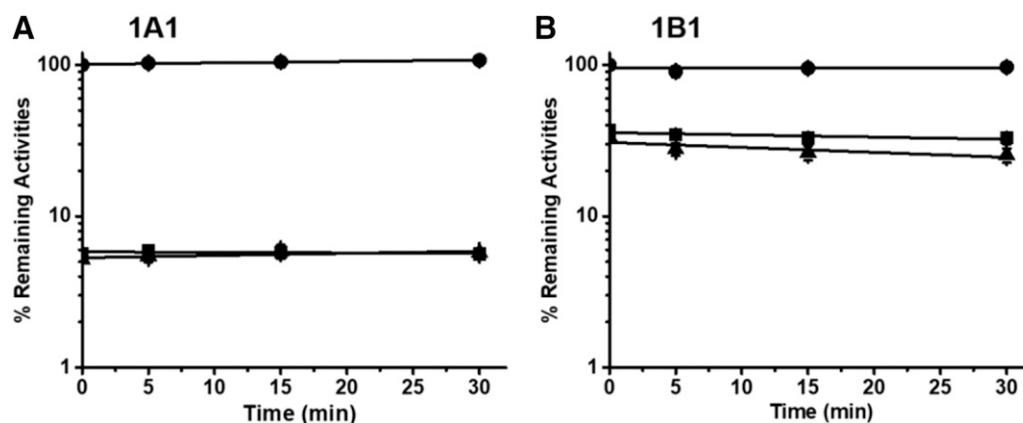 A
1A1
% Remaining Activities
100
10
1
0 5 10 15 20 25 30
Time (min)
B
1B1
% Remaining Activities
100
10
1
0 5 10 15 20 25 30
Time (min)